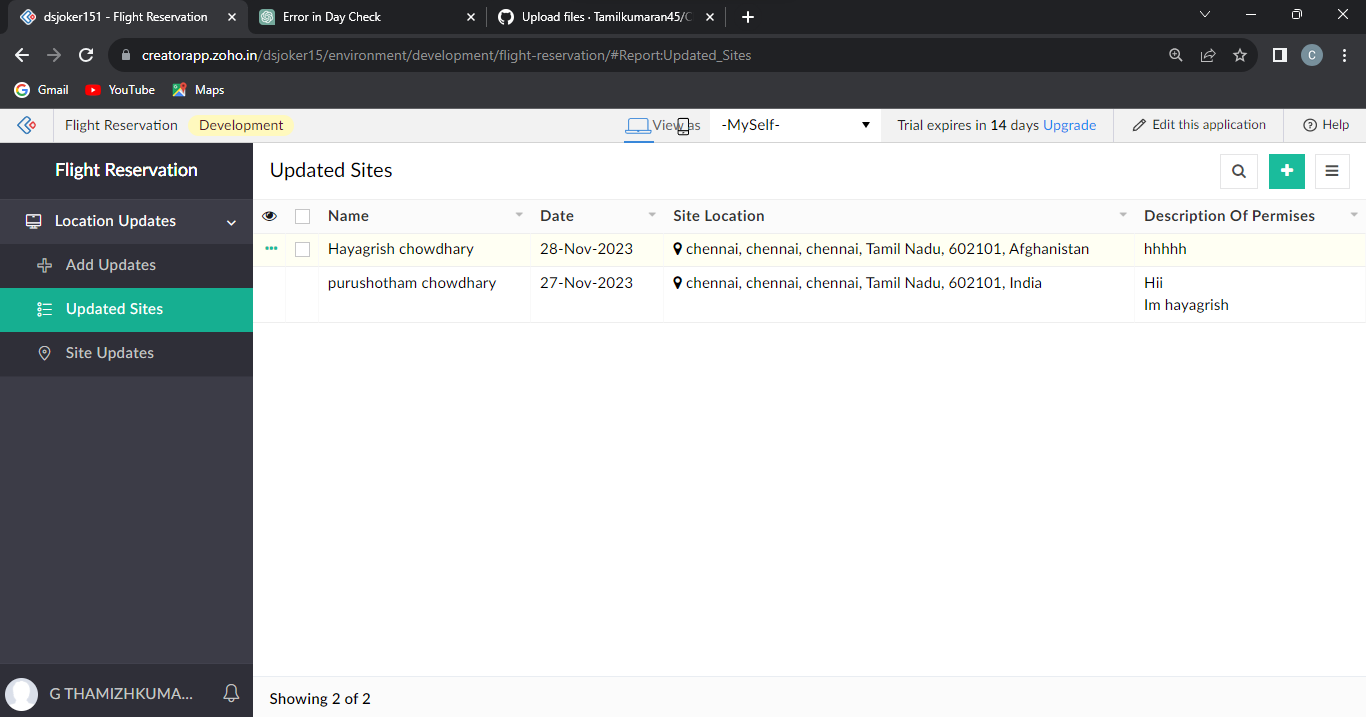 dsjoker151 - Flight Reservation
Error in Day Check
Upload files · Tamilkumaran45/C
creatorapp.zoho.in/dsjoker15/environment/development/flight-reservation/#Report:Updated_Sites
C
Gmail
YouTube
Maps
Flight Reservation
Development
View as
-MySelf-
Trial expires in 14 days Upgrade
Edit this application
Help
Flight Reservation
Location Updates
Add Updates
Updated Sites
Site Updates
G THAMIZHKUMA...
Updated Sites
Name Date Site Location Description Of Permises
Hayagrish chowdhary 28-Nov-2023 chennai, chennai, chennai, Tamil Nadu, 602101, Afghanistan hhhhh
purushotham chowdhary 27-Nov-2023 chennai, chennai, chennai, Tamil Nadu, 602101, India Hii
Im hayagrish
Showing 2 of 2